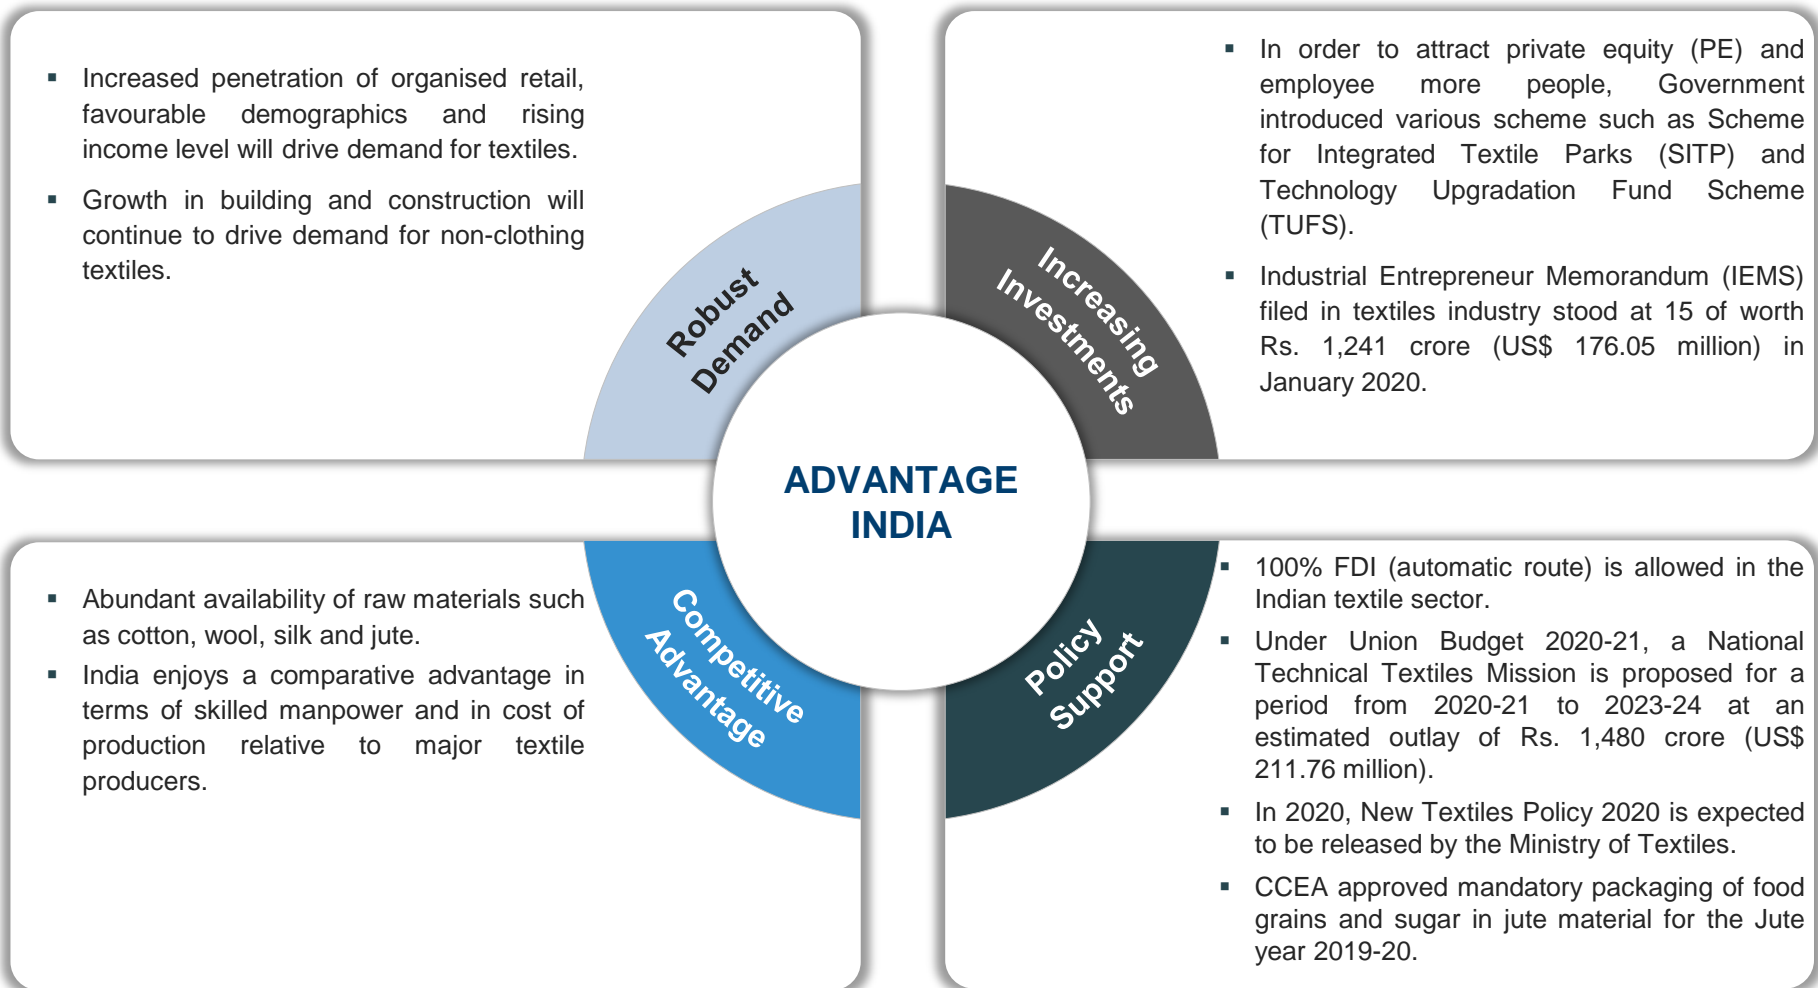 ▪ Increased penetration of organised retail,
favourable demographics and rising
income level will drive demand for textiles.
▪ Growth in building and construction will
continue to drive demand for non-clothing
textiles.
Robust
Demand
▪ In order to attract private equity (PE) and
employee more people, Government
introduced various scheme such as Scheme
for Integrated Textile Parks (SITP) and
Technology Upgradation Fund Scheme
(TUFS).
▪ Industrial Entrepreneur Memorandum (IEMS)
filed in textiles industry stood at 15 of worth
Rs. 1,241 crore (US$ 176.05 million) in
January 2020.
Increasing
Investments
ADVANTAGE
INDIA
▪ Abundant availability of raw materials such
as cotton, wool, silk and jute.
▪ India enjoys a comparative advantage in
terms of skilled manpower and in cost of
production relative to major textile
producers.
Competitive
Advantage
Policy
Support
▪ 100% FDI (automatic route) is allowed in the
Indian textile sector.
▪ Under Union Budget 2020-21, a National
Technical Textiles Mission is proposed for a
period from 2020-21 to 2023-24 at an
estimated outlay of Rs. 1,480 crore (US$
211.76 million).
▪ In 2020, New Textiles Policy 2020 is expected
to be released by the Ministry of Textiles.
▪ CCEA approved mandatory packaging of food
grains and sugar in jute material for the Jute
year 2019-20.